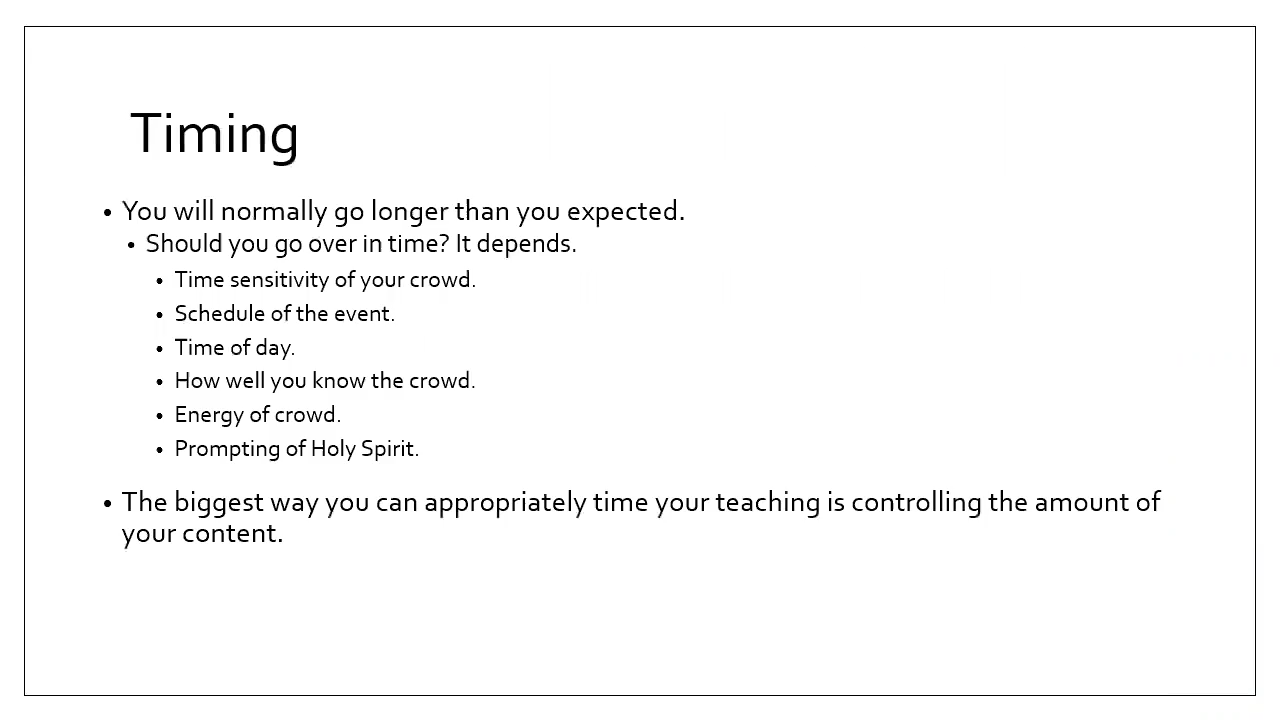 Timing
• You will normally go longer than you expected.
• Should you go over in time? It depends.
• Time sensitivity of your crowd.
• Schedule of the event.
• Time of day.
• How well you know the crowd.
• Energy of crowd.
• Prompting of Holy Spirit.
• The biggest way you can appropriately time your teaching is controlling the amount of
your content.